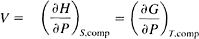 V = (∂H/∂P)S.comp = (∂G/∂P)T.comp